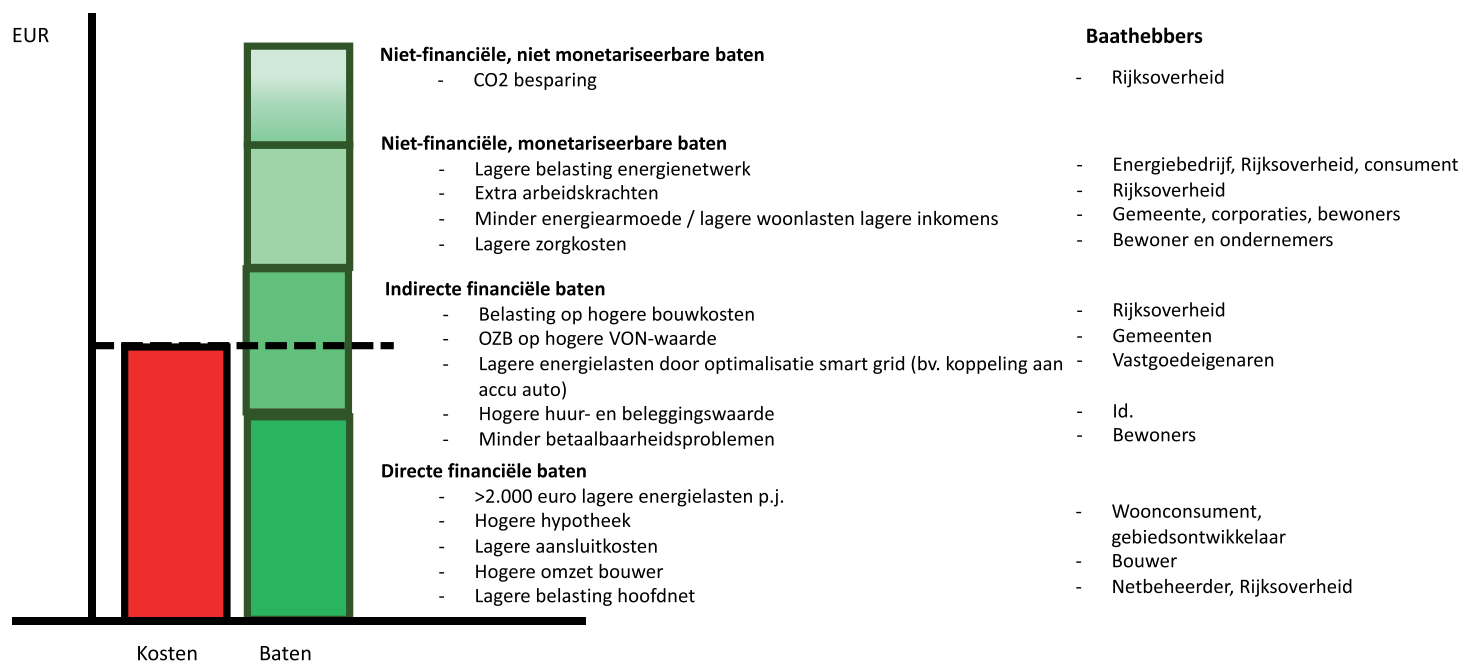 EUR
Baathebbers
Niet-financiële, niet monetariseerbare baten
- CO2 besparing
- Rijksoverheid
Niet-financiële, monetariseerbare baten
- Lagere belasting energienetwerk
- Extra arbeidskrachten
- Minder energiearmoede / lagere woonlasten lagere inkomens
- Lagere zorgkosten
- Energiebedrijf, Rijksoverheid, consument
- Rijksoverheid
- Gemeente, corporaties, bewoners
- Bewoner en ondernemers
Indirecte financiële baten
- Belasting op hogere bouwkosten
- OZB op hogere VON-waarde
- Lagere energielasten door optimalisatie smart grid (bv. koppeling aan
accu auto)
- Hogere huur- en beleggingswaarde
- Minder betaalbaarheidsproblemen
- Rijksoverheid
- Gemeenten
- Vastgoedeigenaren
- Id.
- Bewoners
Directe financiële baten
- >2.000 euro lagere energielasten p.j.
- Hogere hypotheek
- Lagere aansluitkosten
- Hogere omzet bouwer
- Lagere belasting hoofdnet
- Woonconsument,
gebiedsontwikkelaar
- Bouwer
- Netbeheerder, Rijksoverheid
Kosten
Baten